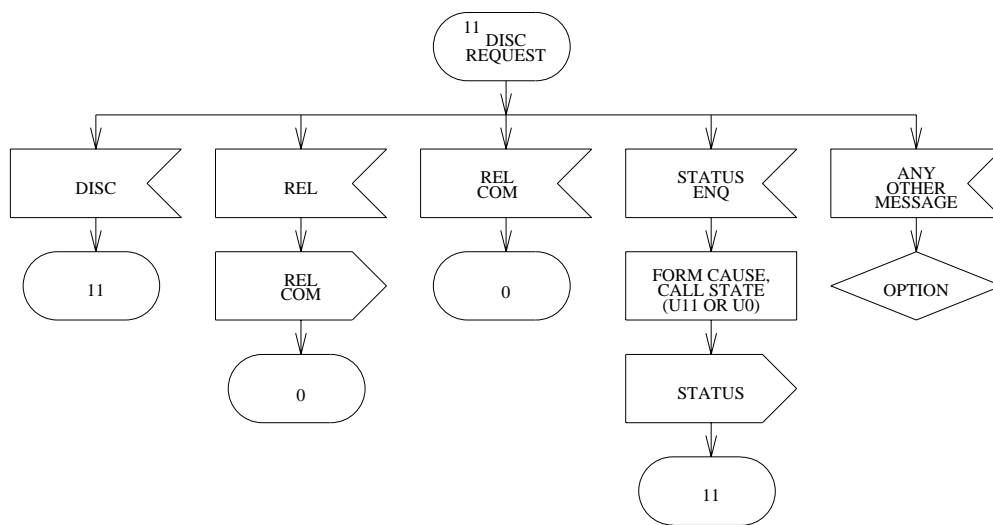 11
DISC
REQUEST
DISC
REL
REL
COM
STATUS
ENQ
ANY
OTHER
MESSAGE
11
REL
COM
0
FORM CAUSE,
CALL STATE
(U11 OR U0)
OPTION
0
STATUS
11